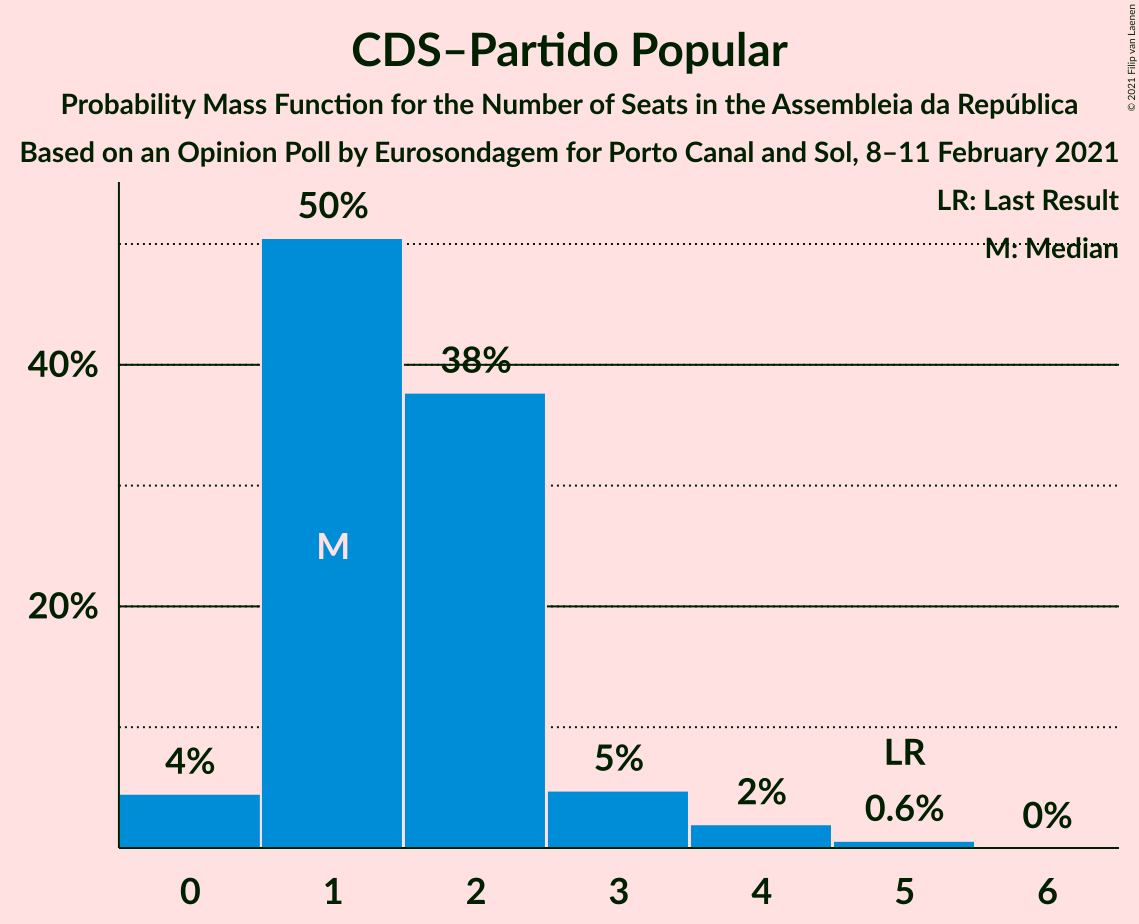 CDS–Partido Popular
Probability Mass Function for the Number of Seats in the Assembleia da República
Based on an Opinion Poll by Eurosondagem for Porto Canal and Sol, 8–11 February 2021
© 2021 Filip van Laenen
LR: Last Result
M: Median
50%
40%
38%
M
20%
4%
5%
2%
LR
0.6%
0%
0 1 2 3 4 5 6